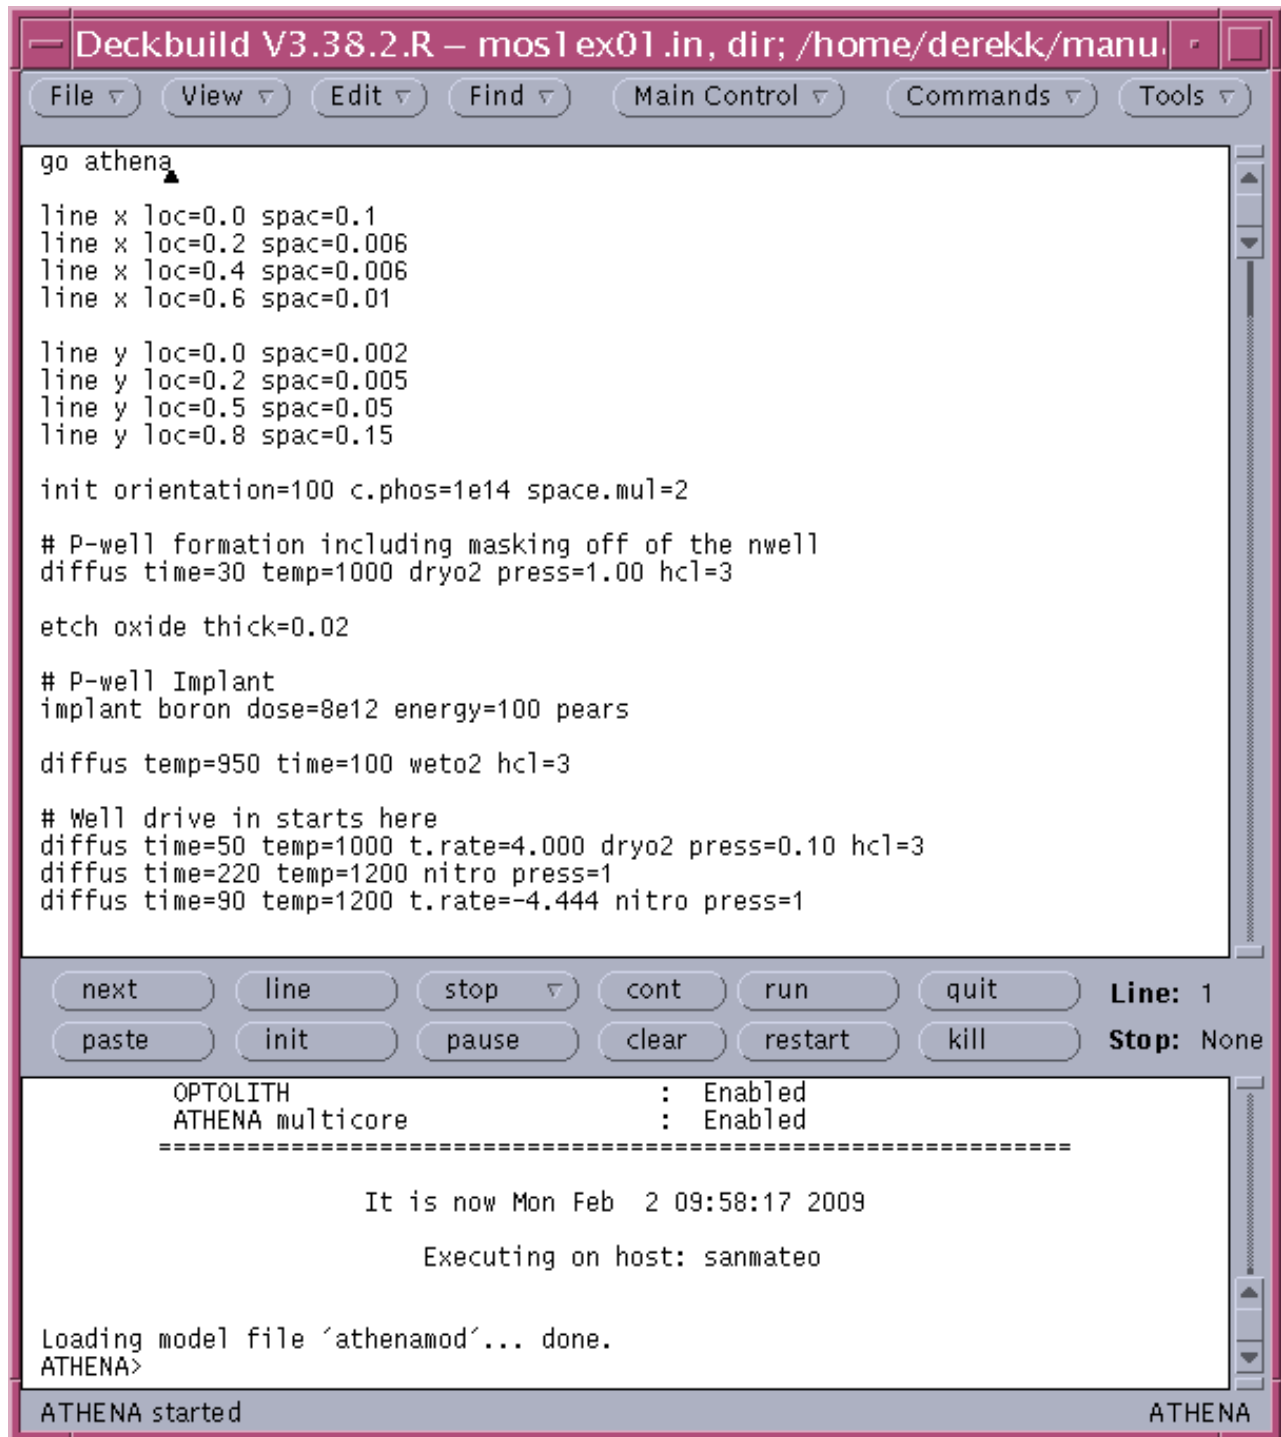 Deckbuild V3.38.2.R – mos1ex01.in, dir; /home/derekk/manu.
File View Edit Find Main Control Commands Tools
go athena
line x loc=0.0 spac=0.1
line x loc=0.2 spac=0.006
line x loc=0.4 spac=0.006
line x loc=0.6 spac=0.01
line y loc=0.0 spac=0.002
line y loc=0.2 spac=0.005
line y loc=0.5 spac=0.05
line y loc=0.8 spac=0.15
init orientation=100 c.phos=1e14 space.mul=2
# P-well formation including masking off of the nwell
diffus time=30 temp=1000 dryo2 press=1.00 hcl=3
etch oxide thick=0.02
# P-well Implant
implant boron dose=8e12 energy=100 pears
diffus temp=950 time=100 weto2 hcl=3
# Well drive in starts here
diffus time=50 temp=1000 t.rate=4.000 dryo2 press=0.10 hcl=3
diffus time=220 temp=1200 nitro press=1
diffus time=90 temp=1200 t.rate=-4.444 nitro press=1
next line stop cont run quit Line: 1
paste init pause clear restart kill Stop: None
OPTOLITH : Enabled
ATHENA multicore : Enabled
==============================================================
It is now Mon Feb  2 09:58:17 2009
Executing on host: sanmateo
Loading model file ´athenamod´... done.
ATHENA>
ATHENA started ATHENA